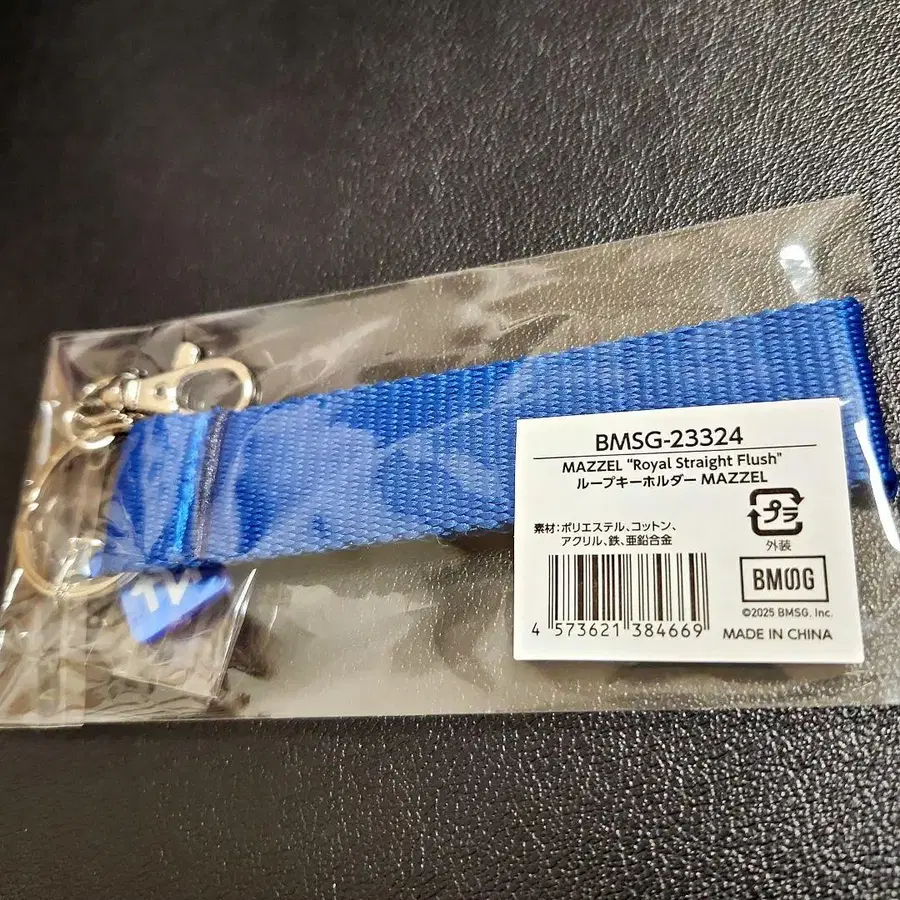 BMSG-23324
MAZZEL "Royal Straight Flush"
ループキーホルダー MAZZEL
素材:ポリエステル、コットン、
アクリル、鉄、亜鉛合金
プラ
外装
BMSG
©2025 BMSG, Inc.
4 573621 384669
MADE IN CHINA